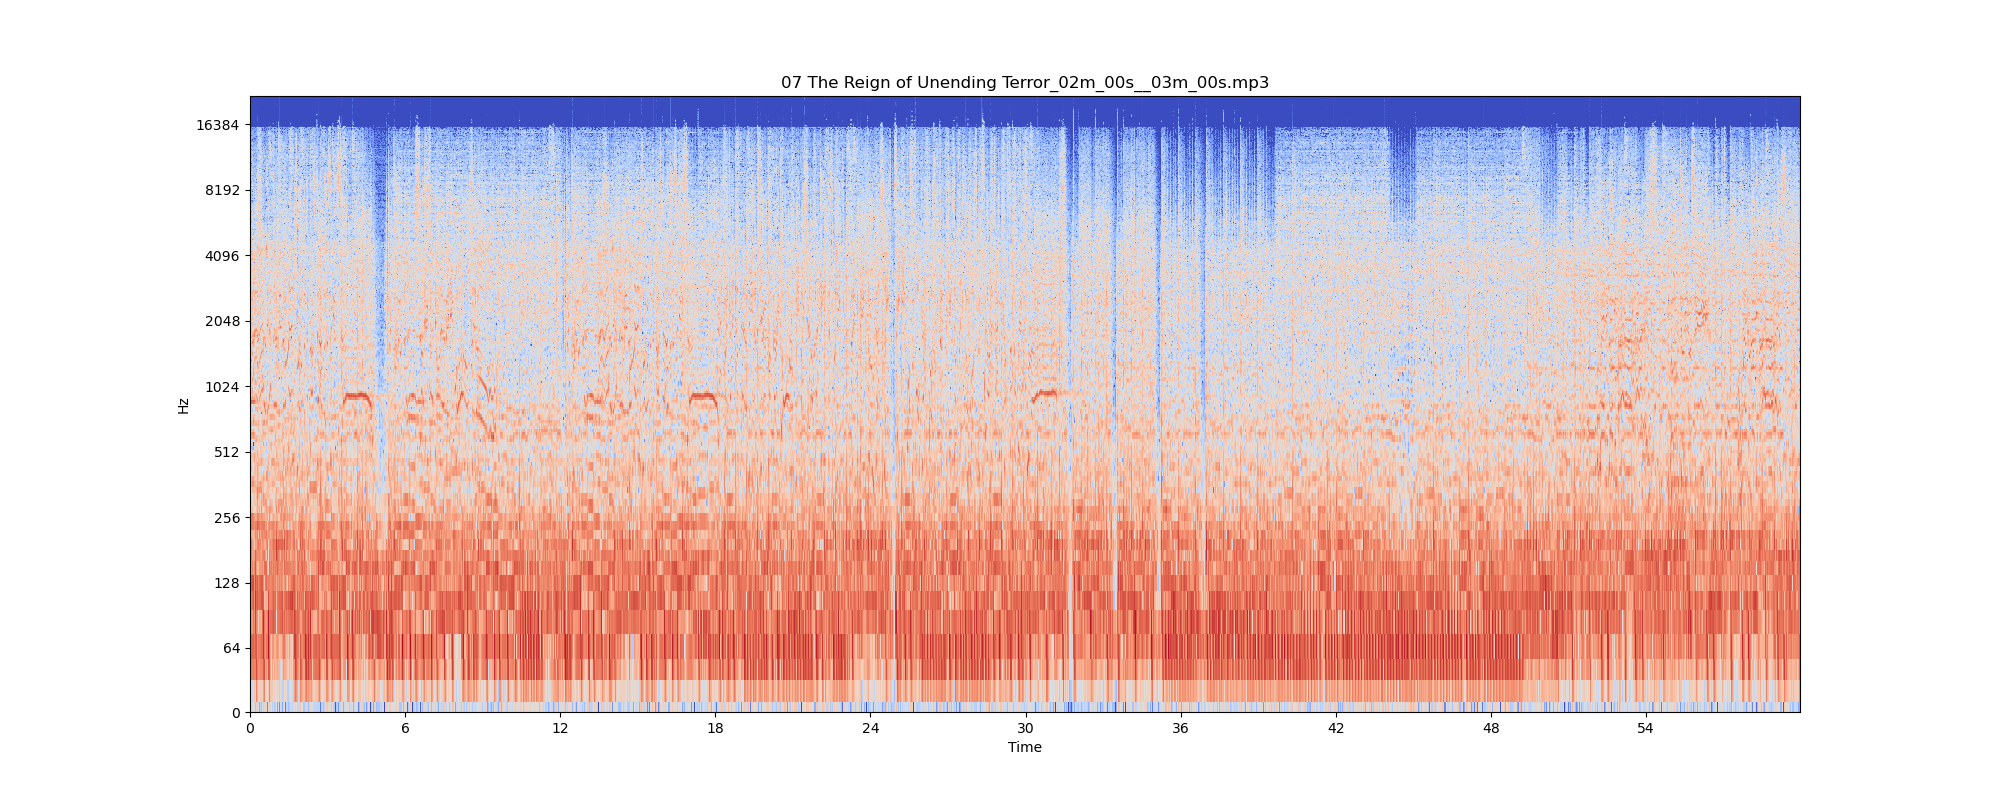 07 The Reign of Unending Terror_02m_00s__03m_00s.mp3
16384
8192
4096
2048
1024
512
256
128
64
0
Hz
0 6 12 18 24 30 36 42 48 54
Time